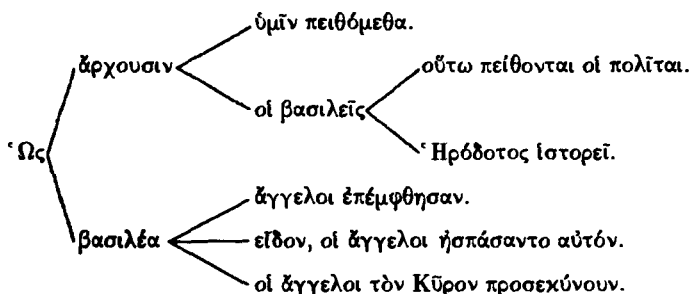 ὑμῖν πειθόμεθα.
ἄρχουσιν
οὕτω πείθονται οἱ πολῖται.
οἱ βασιλεῖς
Ὡς
Ἡρόδοτος ἱστορεῖ.
ἄγγελοι ἐπέμφθησαν.
βασιλέα
εἶδον, οἱ ἄγγελοι ἠσπάσαντο αὐτόν.
οἱ ἄγγελοι τὸν Κῦρον προσεκύνουν.